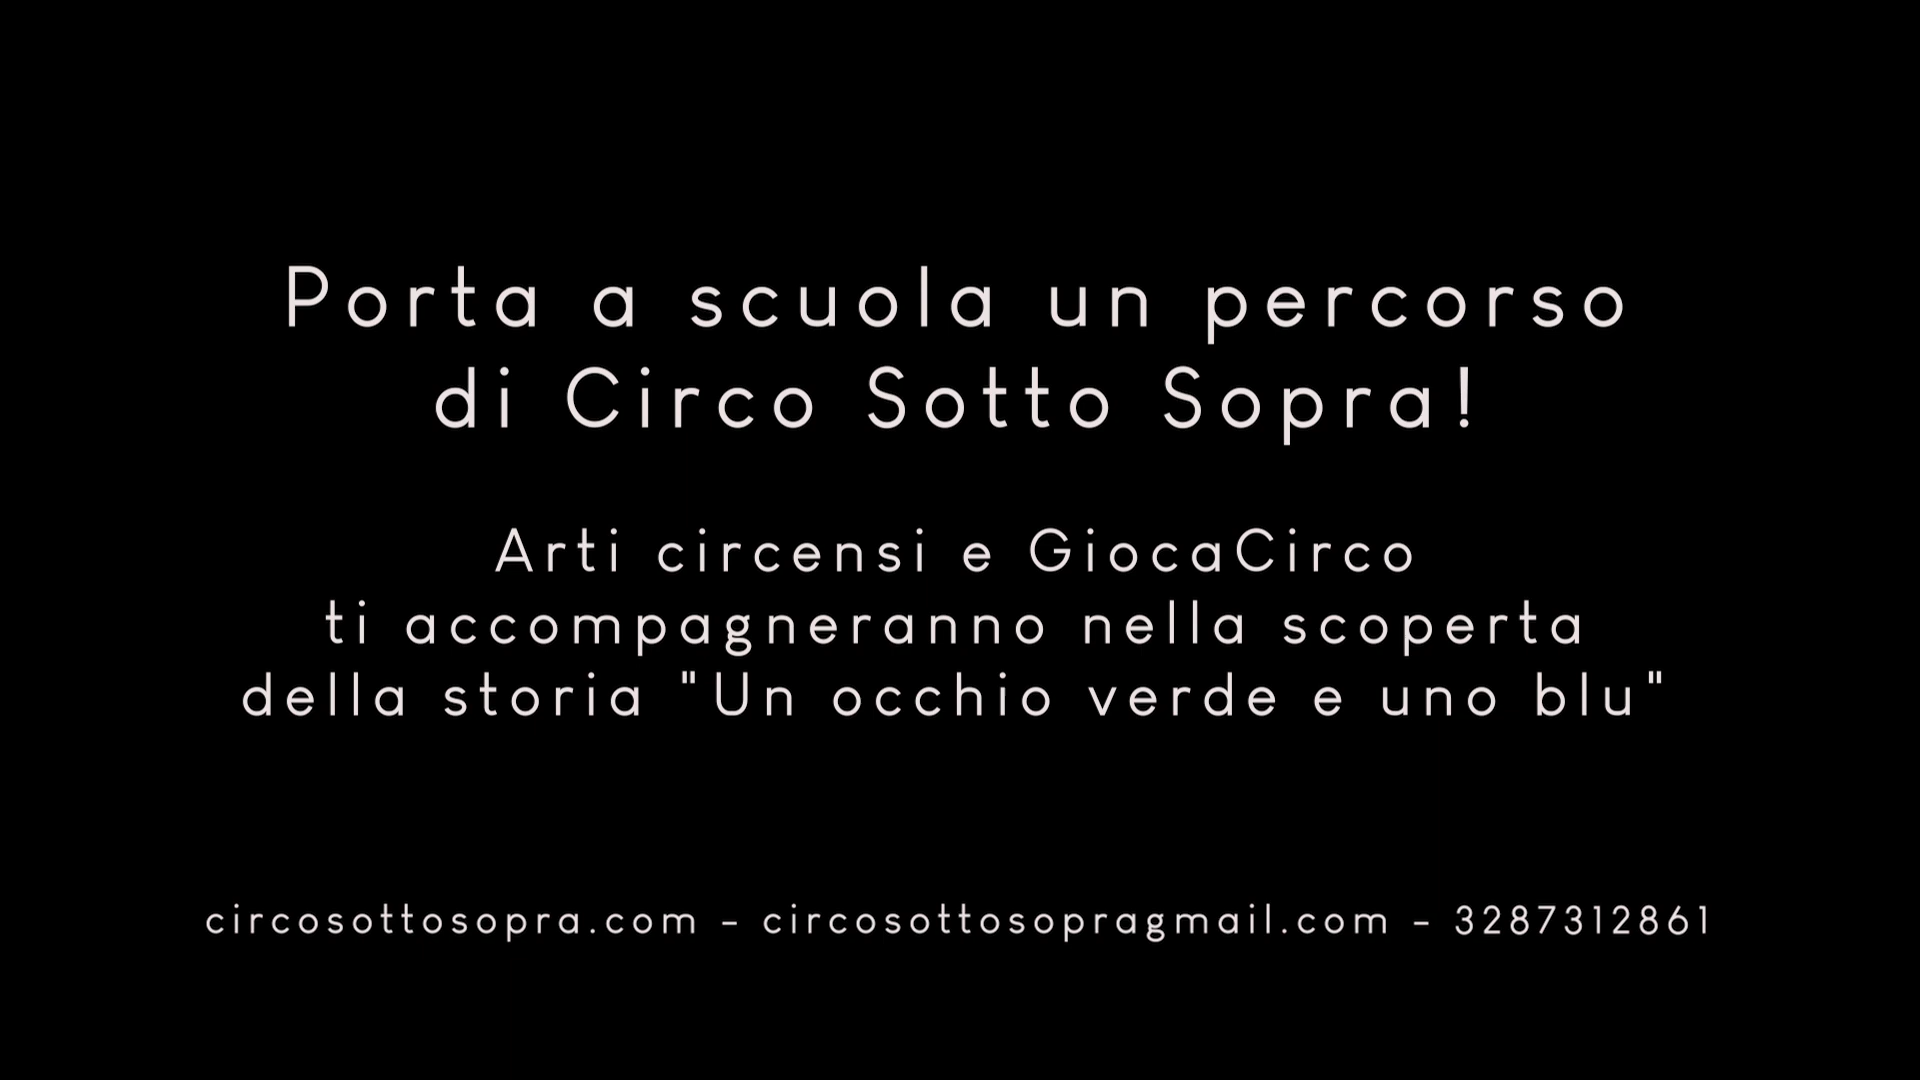 Porta a scuola un percorso
di Circo Sotto Sopra!
Arti circensi e GiocaCirco
ti accompagneranno nella scoperta
della storia "Un occhio verde e uno blu"
circosottosopra.com - circosottosopragmail.com - 3287312861